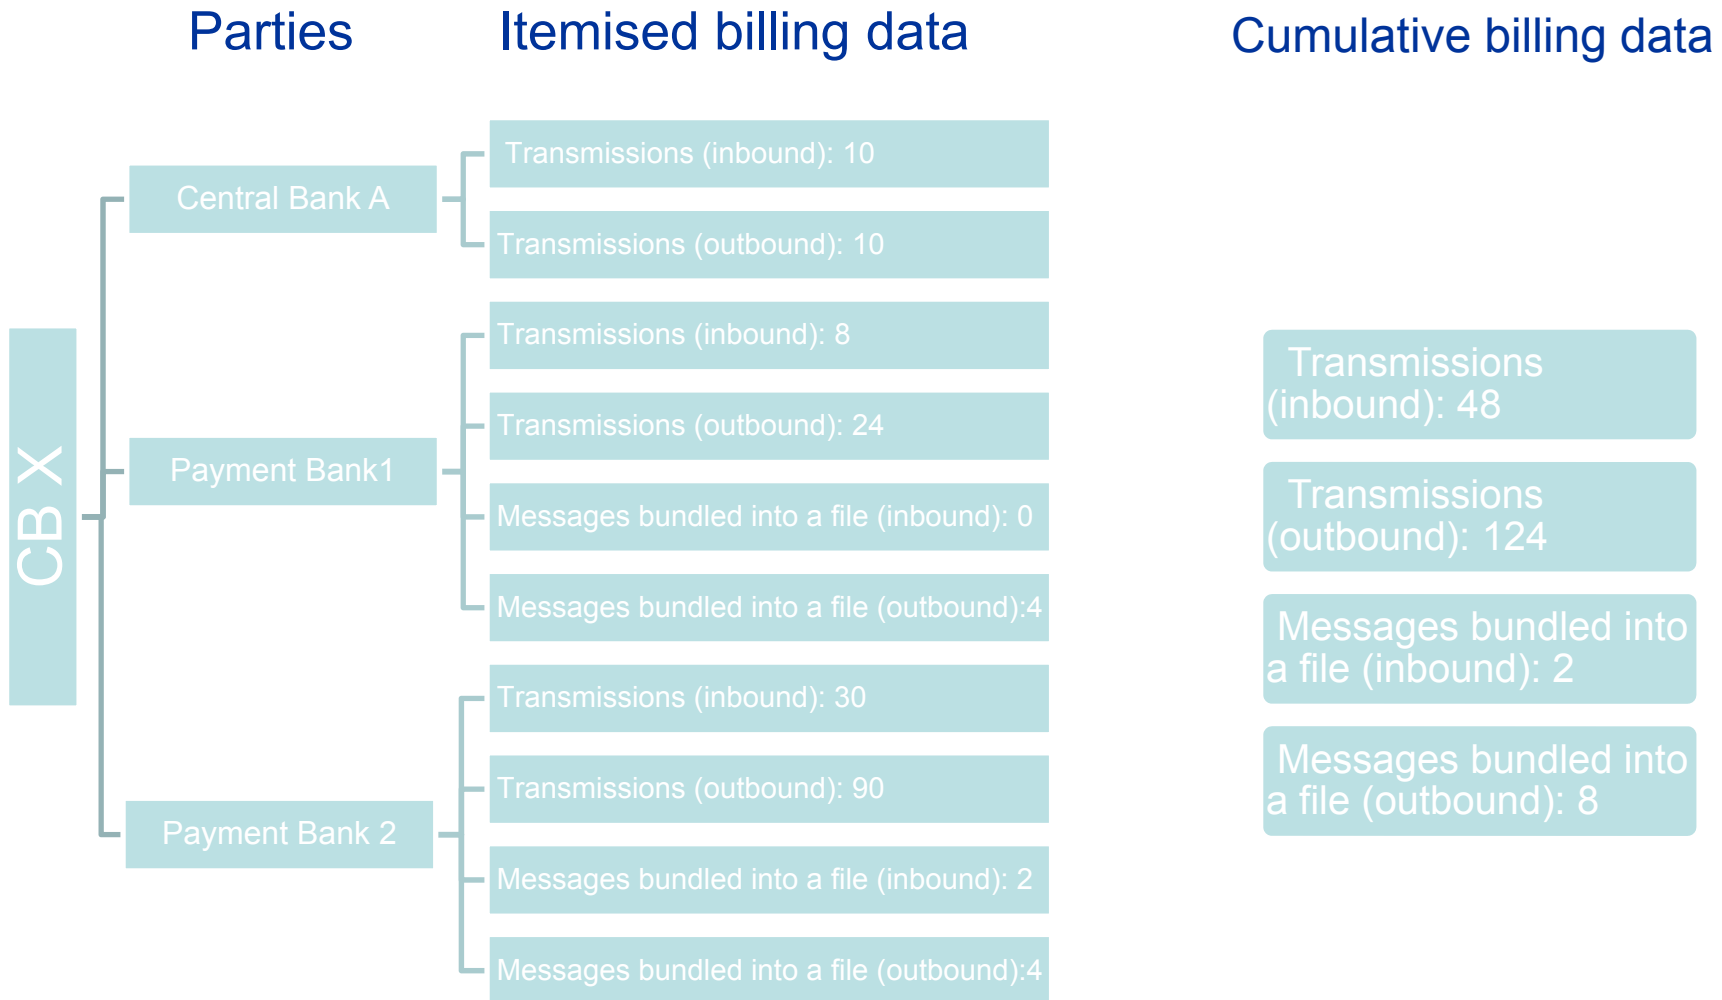 Parties
Itemised billing data
Cumulative billing data
CB X
Central Bank A
Transmissions (inbound): 10
Transmissions (outbound): 10
Payment Bank1
Transmissions (inbound): 8
Transmissions (outbound): 24
Messages bundled into a file (inbound): 0
Messages bundled into a file (outbound):4
Payment Bank 2
Transmissions (inbound): 30
Transmissions (outbound): 90
Messages bundled into a file (inbound): 2
Messages bundled into a file (outbound):4
Transmissions
(inbound): 48
Transmissions
(outbound): 124
Messages bundled into
a file (inbound): 2
Messages bundled into
a file (outbound): 8